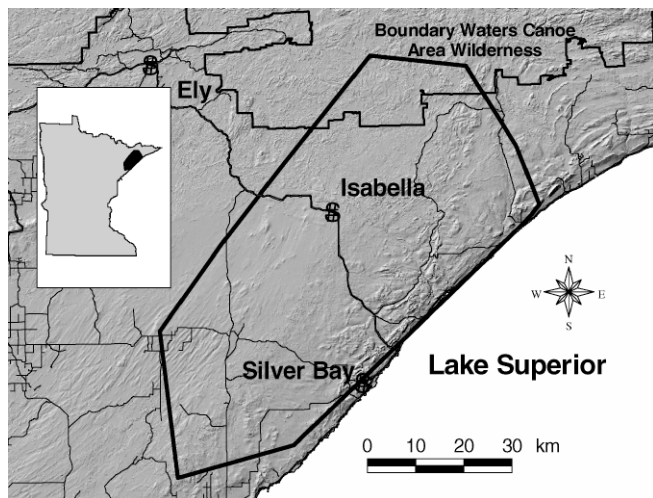 Boundary Waters Canoe
Area Wilderness
Ely
Isabella
N
W E
S
Silver Bay
Lake Superior
0 10 20 30 km